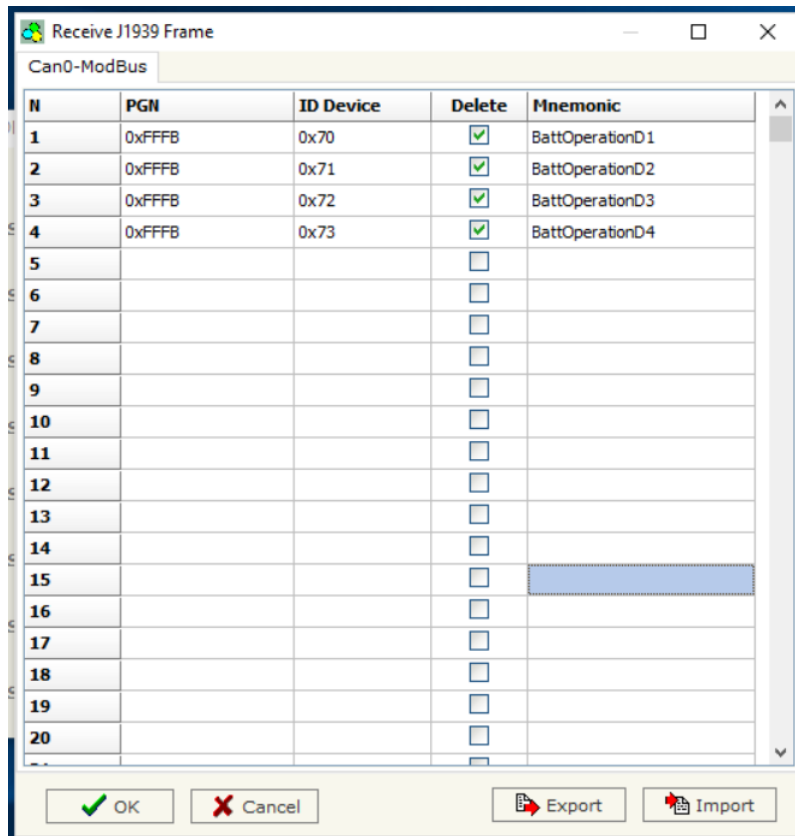 Receive J1939 Frame
Can0-ModBus
N PGN ID Device Delete Mnemonic
1 0xFFFB 0x70 BattOperationD1
2 0xFFFB 0x71 BattOperationD2
3 0xFFFB 0x72 BattOperationD3
4 0xFFFB 0x73 BattOperationD4
5
6
7
8
9
10
11
12
13
14
15
16
17
18
19
20
OK Cancel Export Import